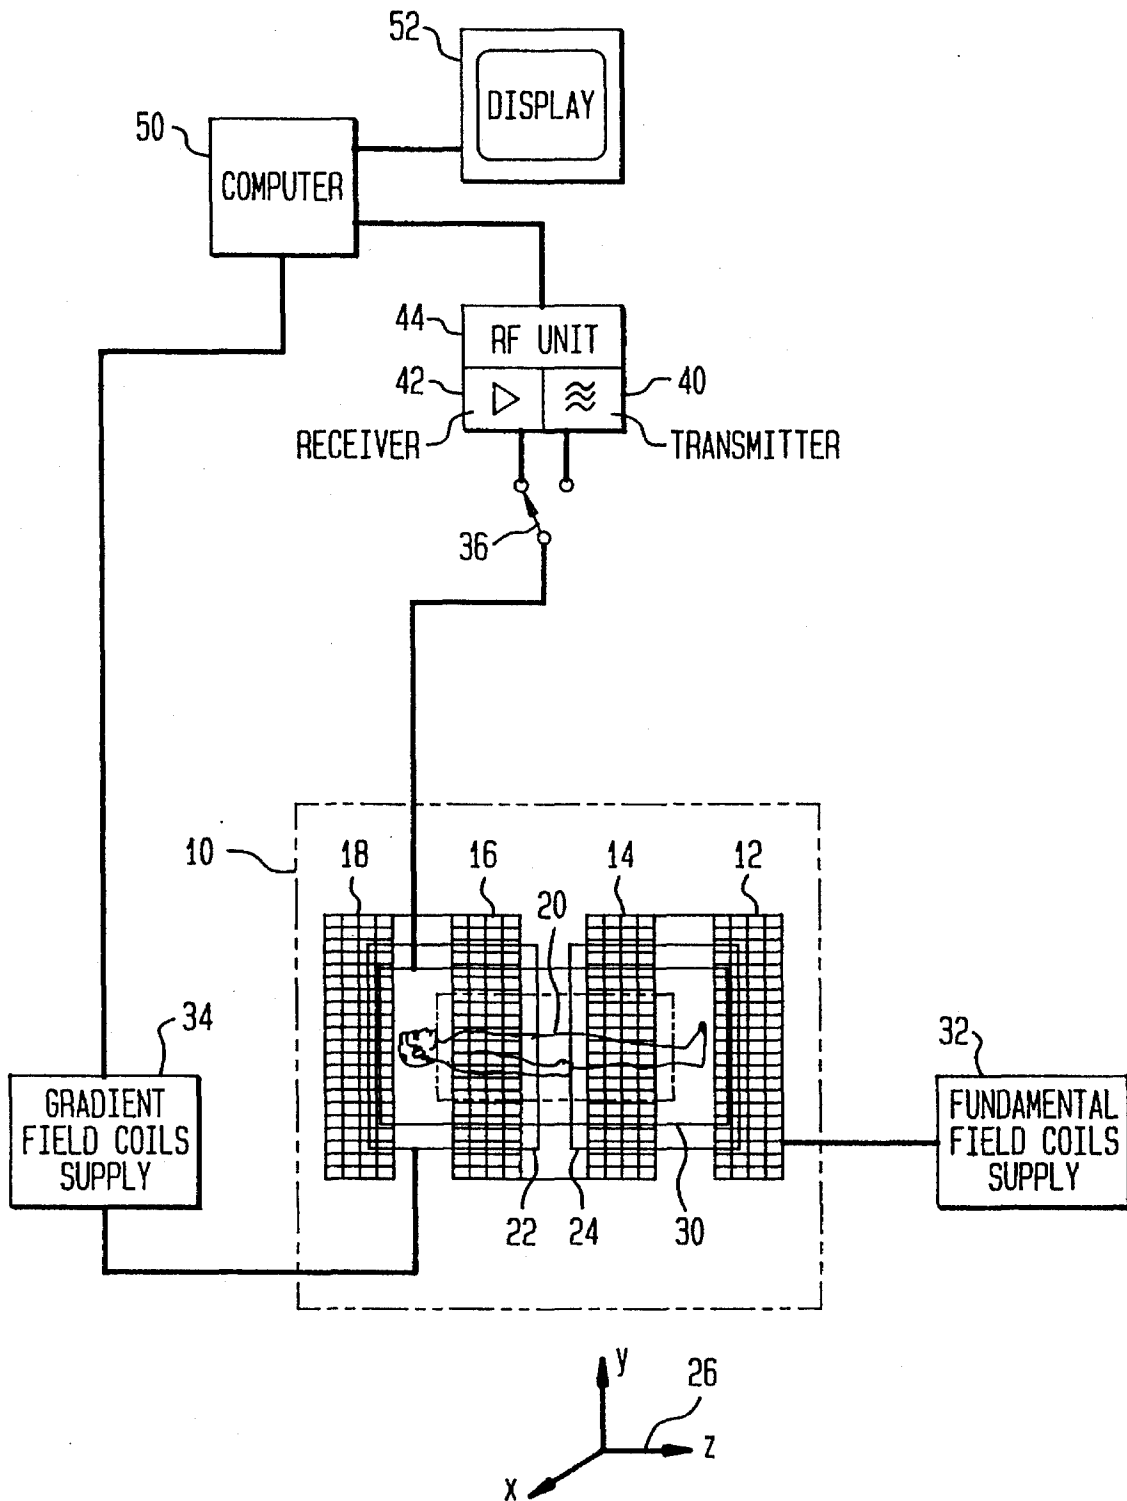 52
DISPLAY
50
COMPUTER
44
RF UNIT
42
40
RECEIVER
TRANSMITTER
36
10
18
16
14
12
20
34
GRADIENT
FIELD COILS
SUPPLY
32
FUNDAMENTAL
FIELD COILS
SUPPLY
22
24
30
y
26
z
x